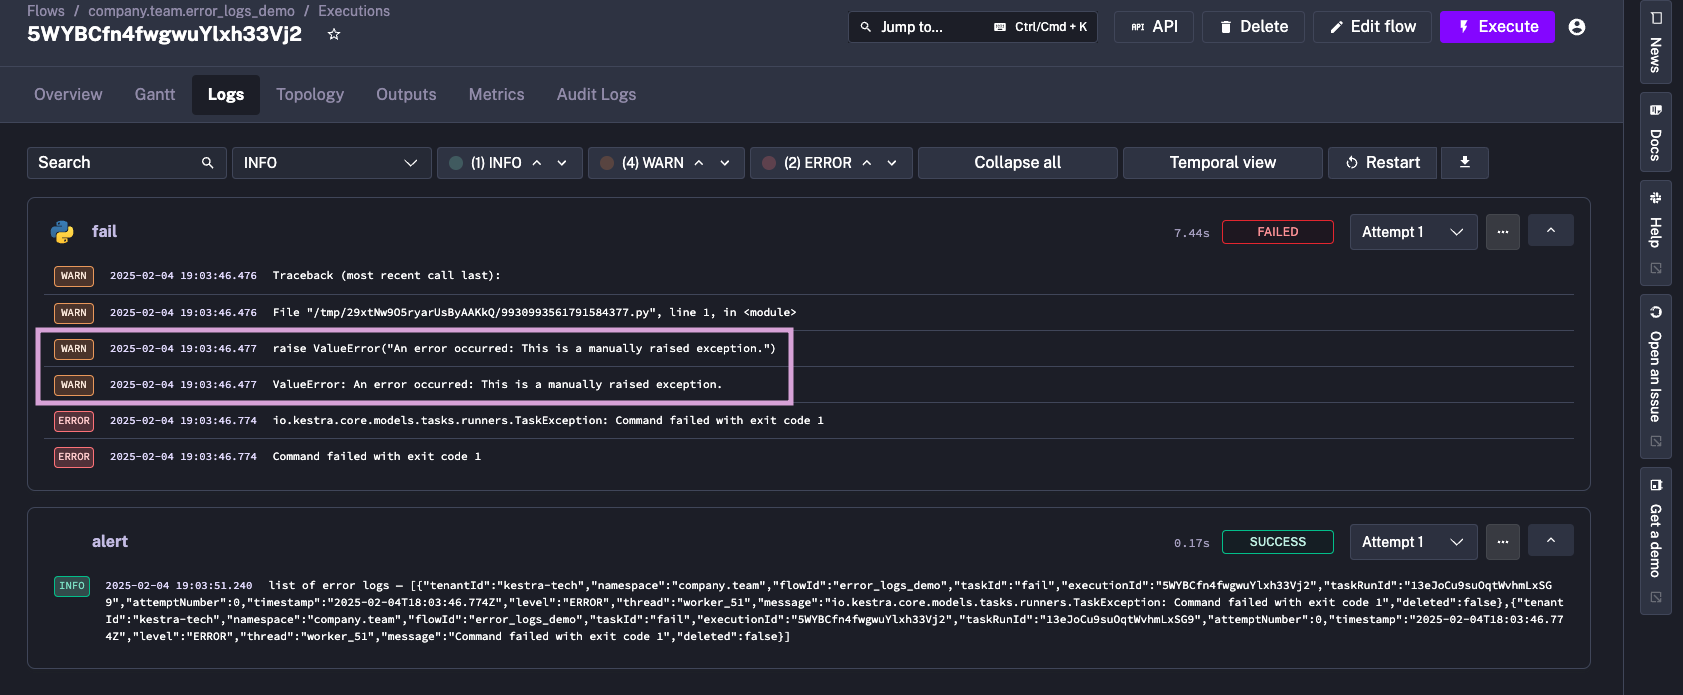 Flows / company.team.error_logs_demo / Executions
5WYBCfn4fwgwuYlxh33Vj2
Jump to... Ctrl/Cmd + K
API API
Delete
Edit flow
Execute
Overview Gantt Logs Topology Outputs Metrics Audit Logs
Search
INFO
(1) INFO
(4) WARN
(2) ERROR
Collapse all
Temporal view
Restart
fail
7.44s FAILED Attempt 1 ...
WARN 2025-02-04 19:03:46.476 Traceback (most recent call last):
WARN 2025-02-04 19:03:46.476 File "/tmp/29xtNw9O5ryarUsByAAKkQ/9930993561791584377.py", line 1, in <module>
WARN 2025-02-04 19:03:46.477 raise ValueError("An error occurred: This is a manually raised exception.")
WARN 2025-02-04 19:03:46.477 ValueError: An error occurred: This is a manually raised exception.
ERROR 2025-02-04 19:03:46.774 io.kestra.core.models.tasks.runners.TaskException: Command failed with exit code 1
ERROR 2025-02-04 19:03:46.774 Command failed with exit code 1
alert
0.17s SUCCESS Attempt 1 ...
INFO 2025-02-04 19:03:51.240 list of error logs — [{"tenantId":"kestra-tech","namespace":"company.team","flowId":"error_logs_demo","taskId":"fail","executionId":"5WYBCfn4fwgwuYlxh33Vj2","taskRunId":"13eJoCu9suOqtWvhmLxSG
9","attemptNumber":0,"timestamp":"2025-02-04T18:03:46.774Z","level":"ERROR","thread":"worker_51","message":"io.kestra.core.models.tasks.runners.TaskException: Command failed with exit code 1","deleted":false},{"tenant
Id":"kestra-tech","namespace":"company.team","flowId":"error_logs_demo","taskId":"fail","executionId":"5WYBCfn4fwgwuYlxh33Vj2","taskRunId":"13eJoCu9suOqtWvhmLxSG9","attemptNumber":0,"timestamp":"2025-02-04T18:03:46.77
4Z","level":"ERROR","thread":"worker_51","message":"Command failed with exit code 1","deleted":false}]
News
Docs
Help
Open an Issue
Get a demo